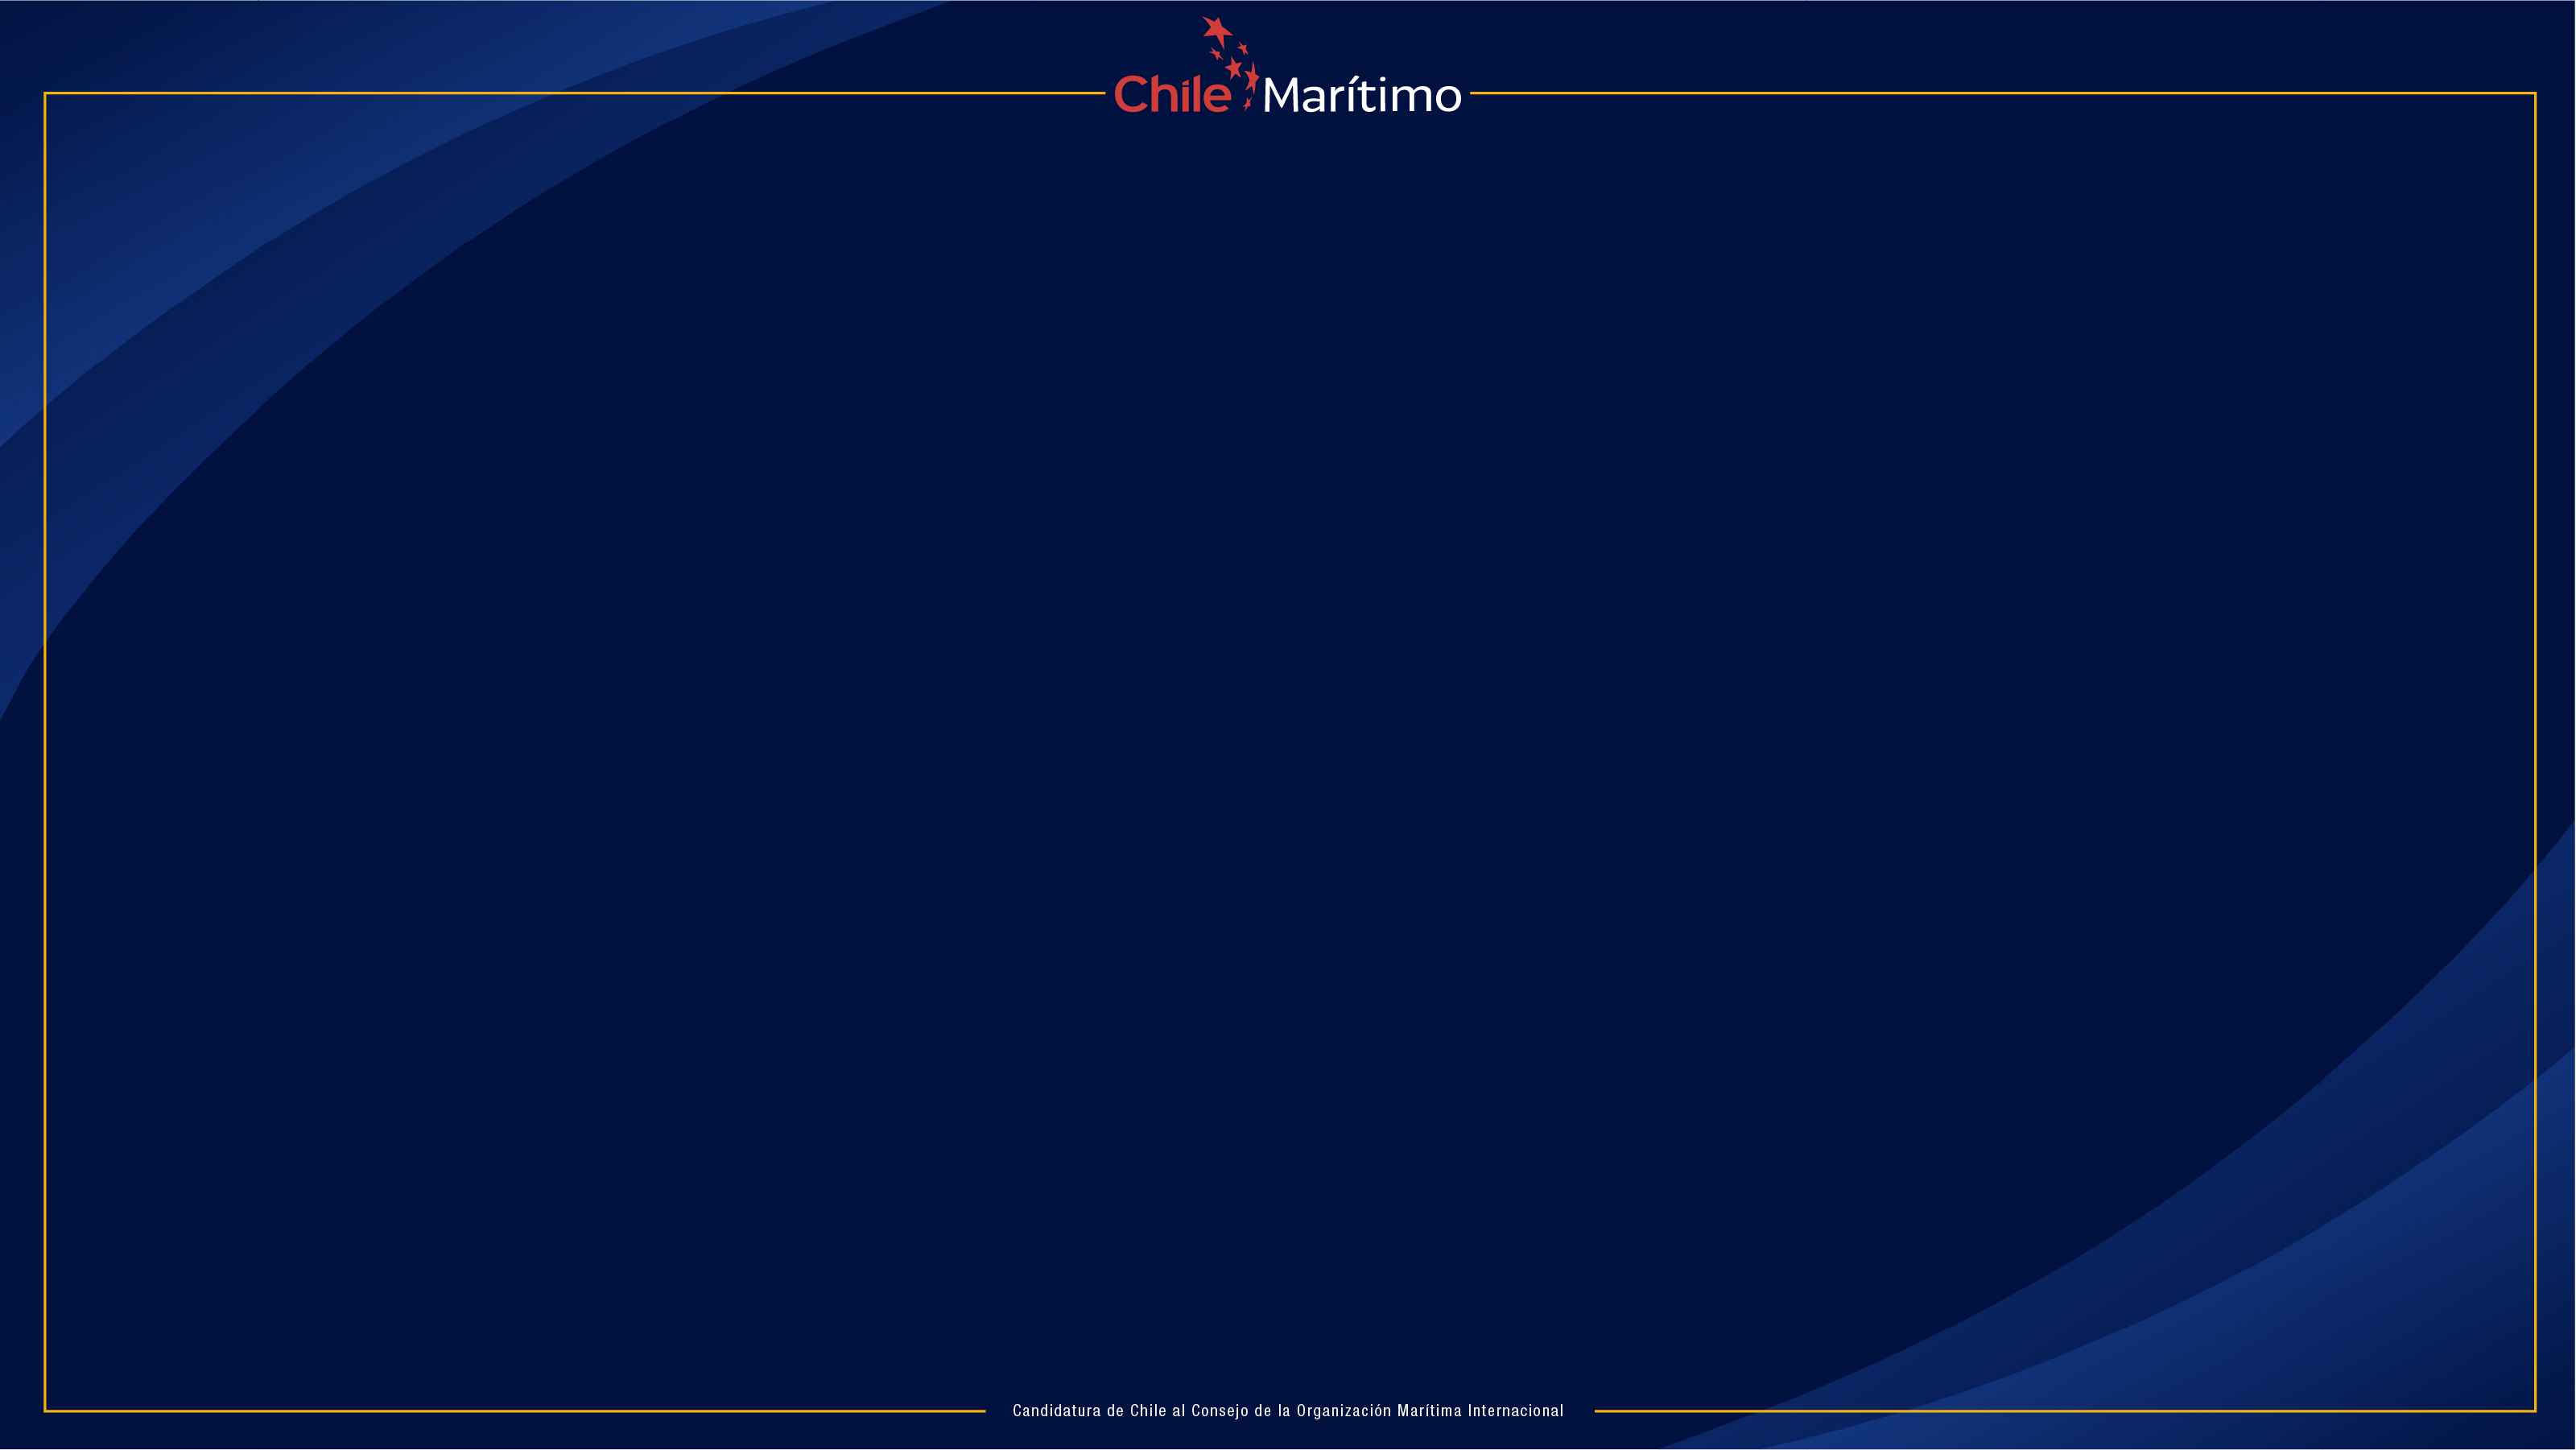 Chile Marítimo
Candidatura de Chile al Consejo de la Organización Marítima Internacional